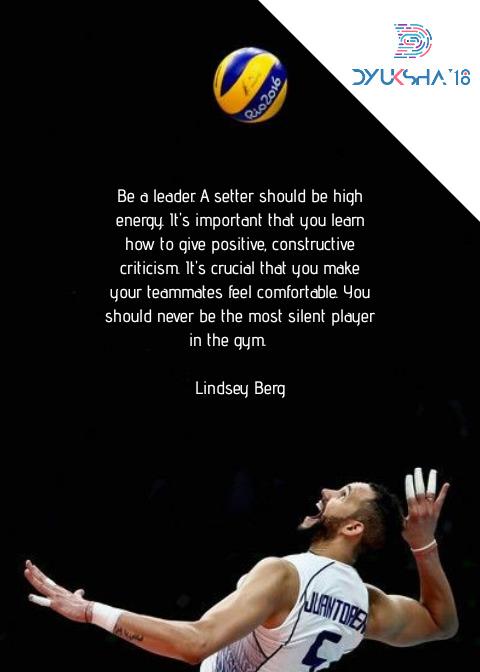 DYUKSHA'18
Rio2016
Be a leader. A setter should be high
energy. It's important that you learn
how to give positive, constructive
criticism. It's crucial that you make
your teammates feel comfortable. You
should never be the most silent player
in the gym.
Lindsey Berg
JUANTORE
5